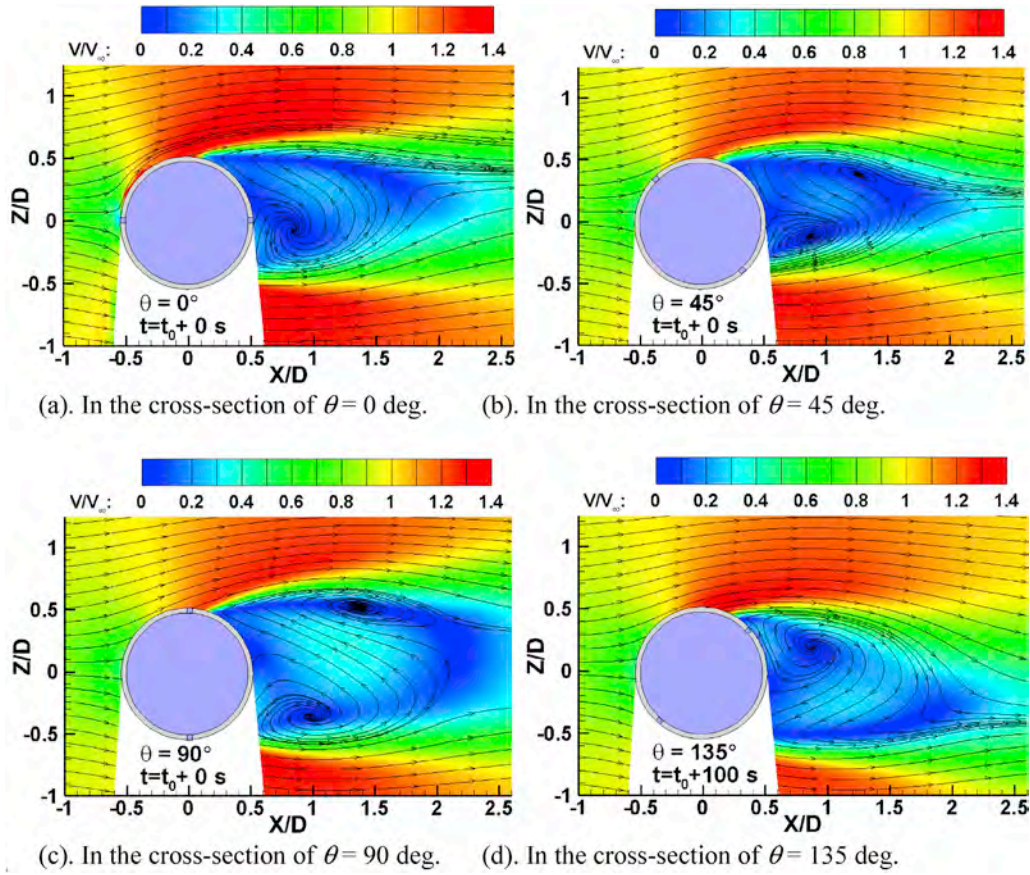 V/V∞: 0 0.2 0.4 0.6 0.8 1 1.2 1.4
V/V∞: 0 0.2 0.4 0.6 0.8 1 1.2 1.4
Z/D
1
0.5
0
-0.5
-1
θ = 0°
t=t₀+ 0 s
-1 -0.5 0 0.5 1 1.5 2 2.5
X/D
Z/D
1
0.5
0
-0.5
-1
θ = 45°
t=t₀+ 0 s
-1 -0.5 0 0.5 1 1.5 2 2.5
X/D
(a). In the cross-section of θ = 0 deg.
(b). In the cross-section of θ = 45 deg.
V/V∞: 0 0.2 0.4 0.6 0.8 1 1.2 1.4
V/V∞: 0 0.2 0.4 0.6 0.8 1 1.2 1.4
Z/D
1
0.5
0
-0.5
-1
θ = 90°
t=t₀+ 0 s
-1 -0.5 0 0.5 1 1.5 2 2.5
X/D
Z/D
1
0.5
0
-0.5
-1
θ = 135°
t=t₀+100 s
-1 -0.5 0 0.5 1 1.5 2 2.5
X/D
(c). In the cross-section of θ = 90 deg.
(d). In the cross-section of θ = 135 deg.